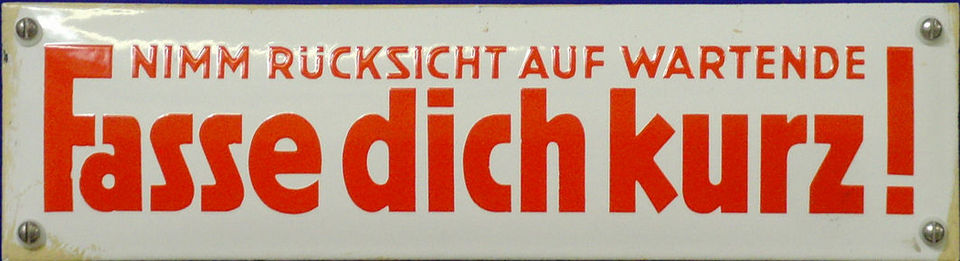 NIMM RÜCKSICHT AUF WARTENDE
Fasse dich kurz!